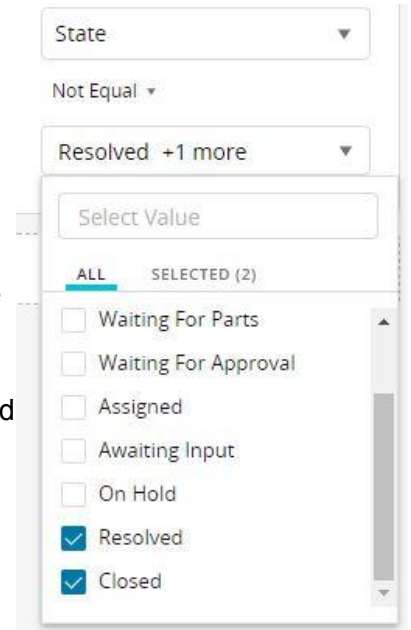 State
Not Equal
Resolved +1 more
Select Value
ALL SELECTED (2)
Waiting For Parts
Waiting For Approval
Assigned
d
Awaiting Input
On Hold
Resolved
Closed